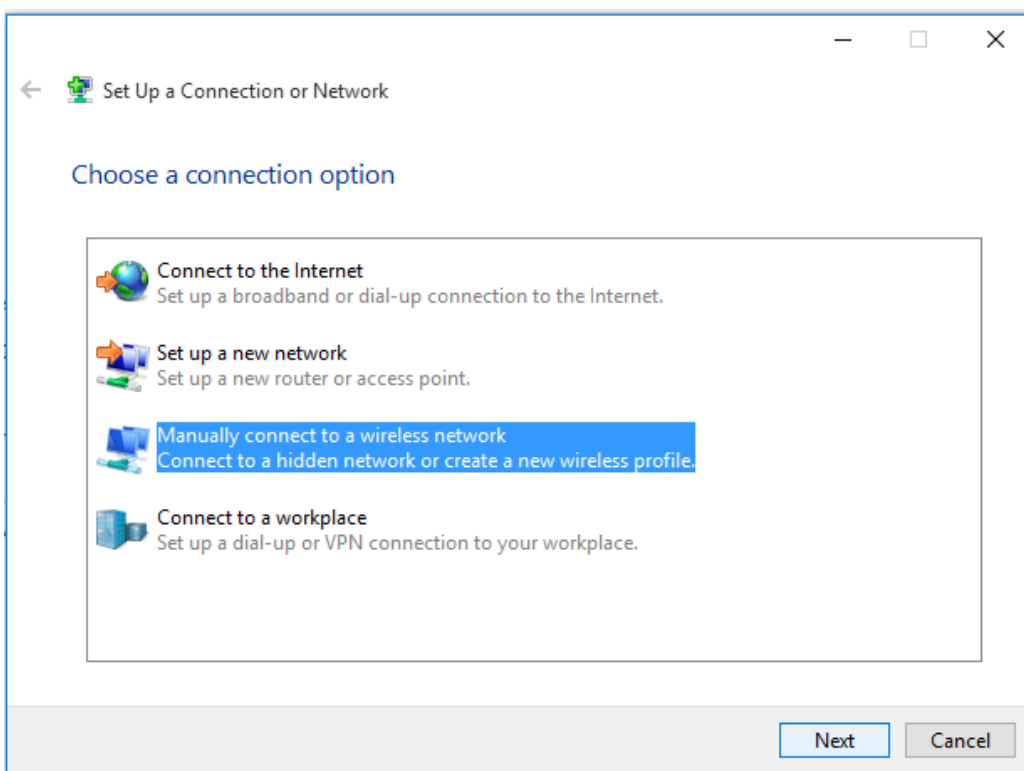 Set Up a Connection or Network
Choose a connection option
Connect to the Internet
Set up a broadband or dial-up connection to the Internet.
Set up a new network
Set up a new router or access point.
Manually connect to a wireless network
Connect to a hidden network or create a new wireless profile.
Connect to a workplace
Set up a dial-up or VPN connection to your workplace.
Next Cancel